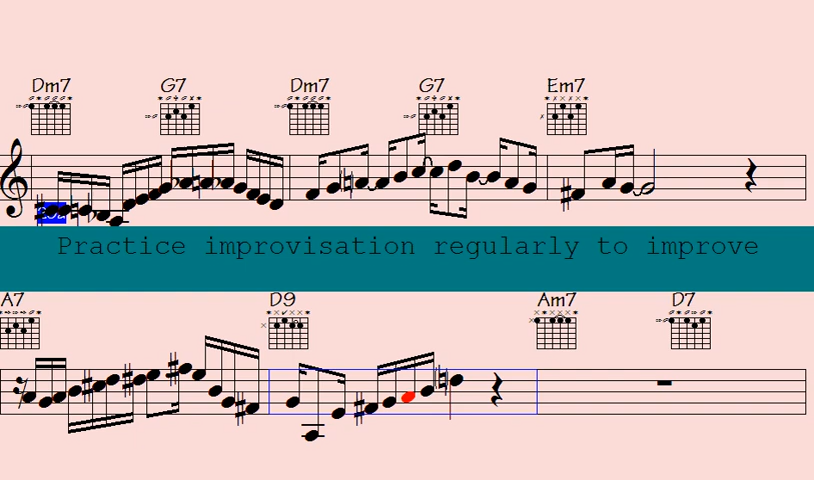 Dm7 G7 Dm7 G7 Em7
Practice improvisation regularly to improve
A7 D9 Am7 D7